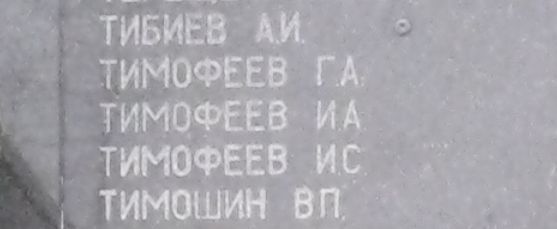 ТИБИЕВ А.И.
ТИМОФЕЕВ Г.А.
ТИМОФЕЕВ И.А.
ТИМОФЕЕВ И.С.
ТИМОШИН В.П.